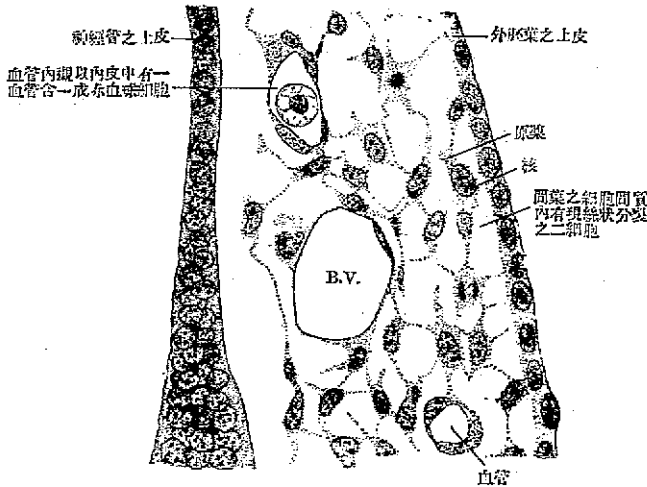 神經管之上皮
外胚葉之上皮
血管內襯以內皮中有一
血管含一成赤血球細胞
原漿
核
間葉之細胞間質
內有現絲狀分裂
之二細胞
B.V.
血管